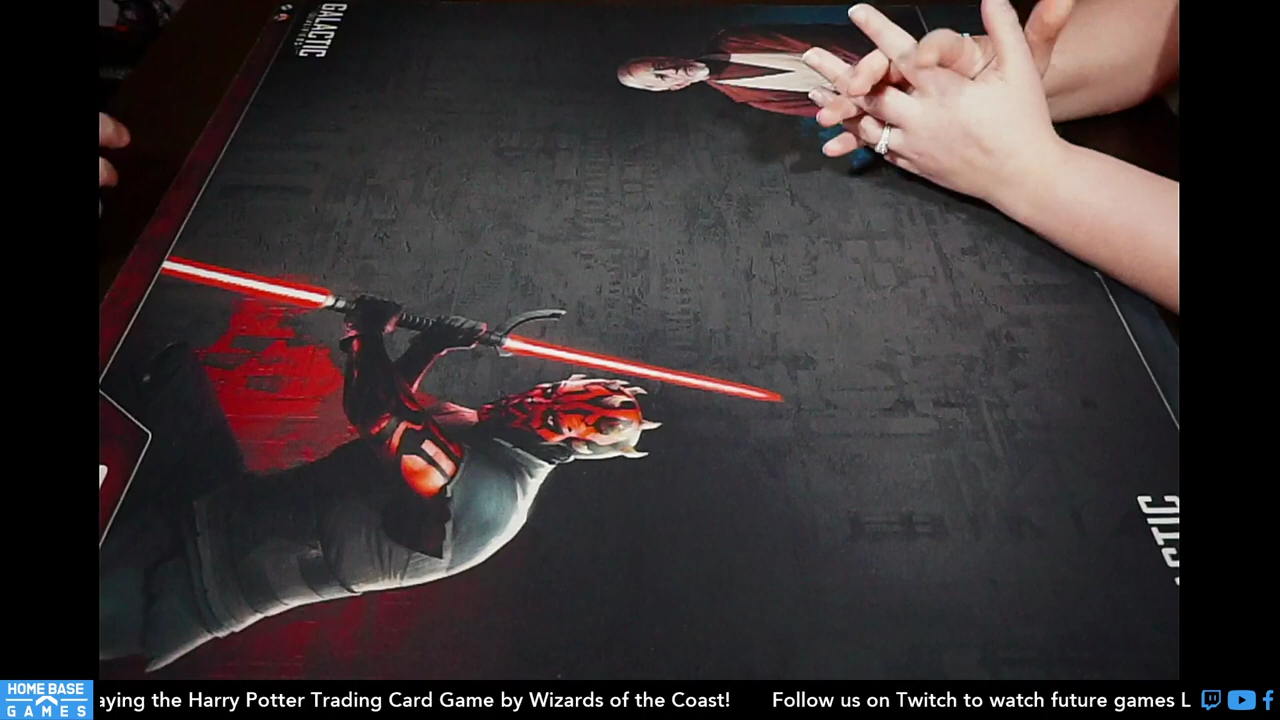 GALACTIC
CTIC
HOME BASE
GAMES
aying the Harry Potter Trading Card Game by Wizards of the Coast! Follow us on Twitch to watch future games L